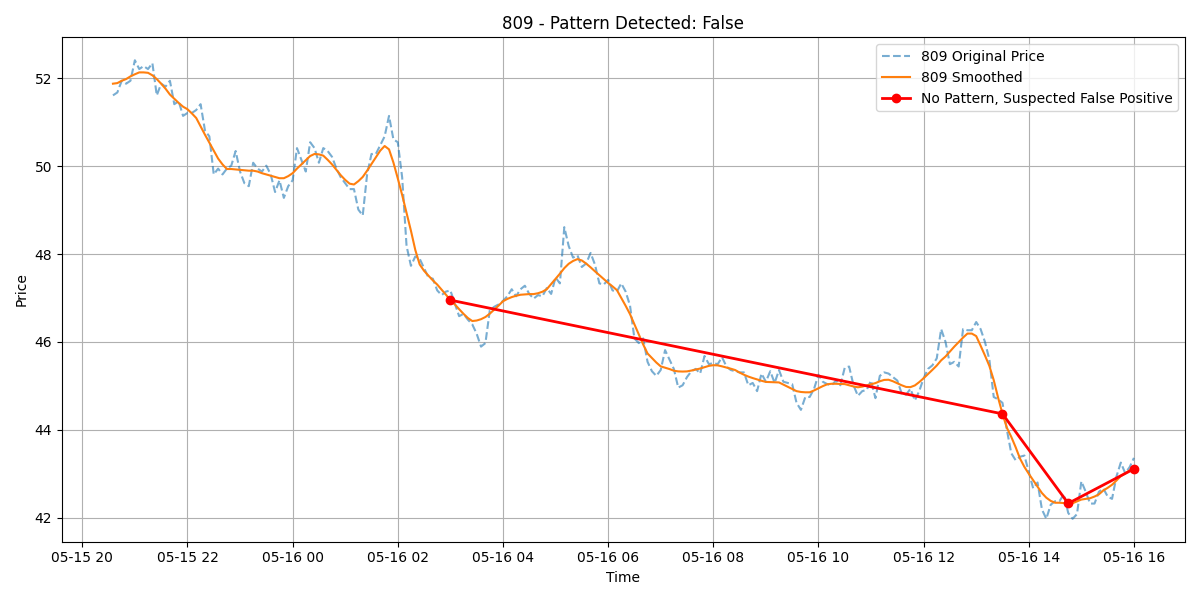 809 - Pattern Detected: False
809 Original Price
809 Smoothed
No Pattern, Suspected False Positive
Price
52
50
48
46
44
42
05-15 20
05-15 22
05-16 00
05-16 02
05-16 04
05-16 06
05-16 08
05-16 10
05-16 12
05-16 14
05-16 16
Time